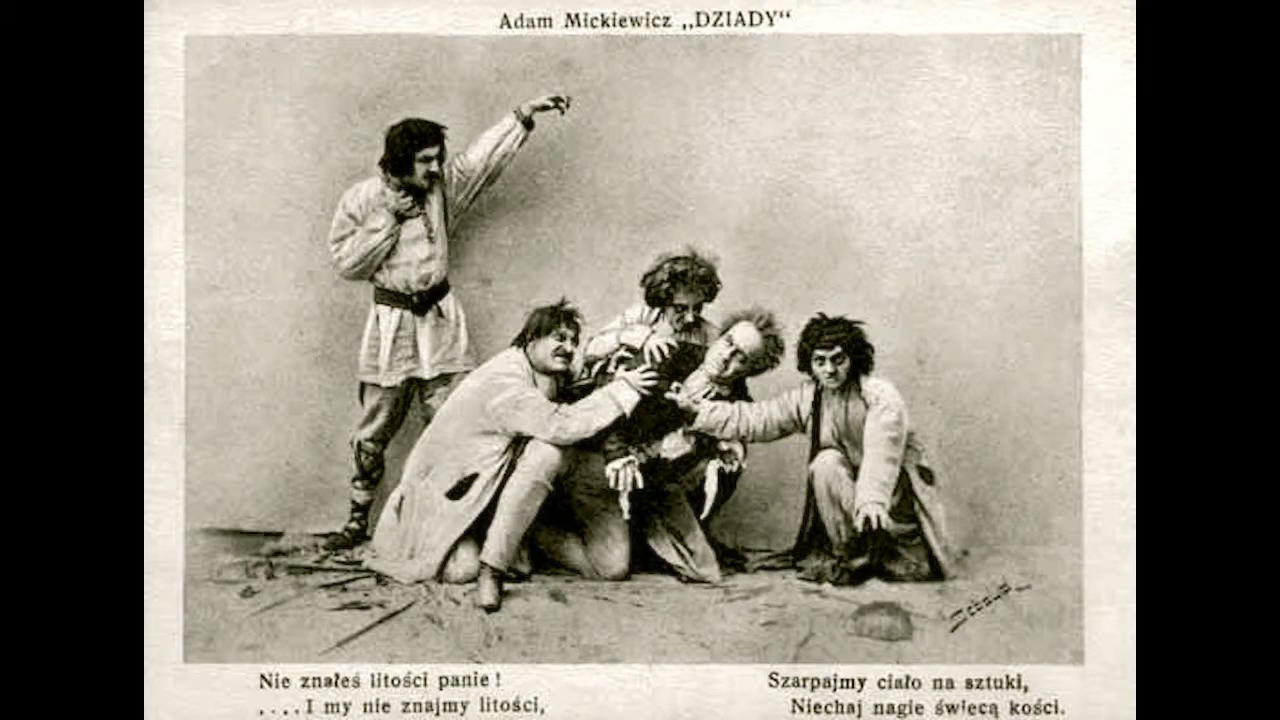 Adam Mickiewicz „DZIADY“
Nie znałeś litości panie !
. . . . I my nie znajmy litości,
Szarpajmy ciało na sztuki,
Niechaj nagie świecą kości.